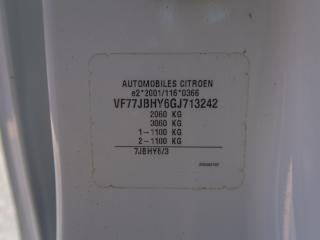 AUTOMOBILES CITROEN
e2*2001/116*0366
VF77JBHY6GJ713242
2060 KG
3060 KG
1-1100 KG
2-1100 KG
7JBHY6/3